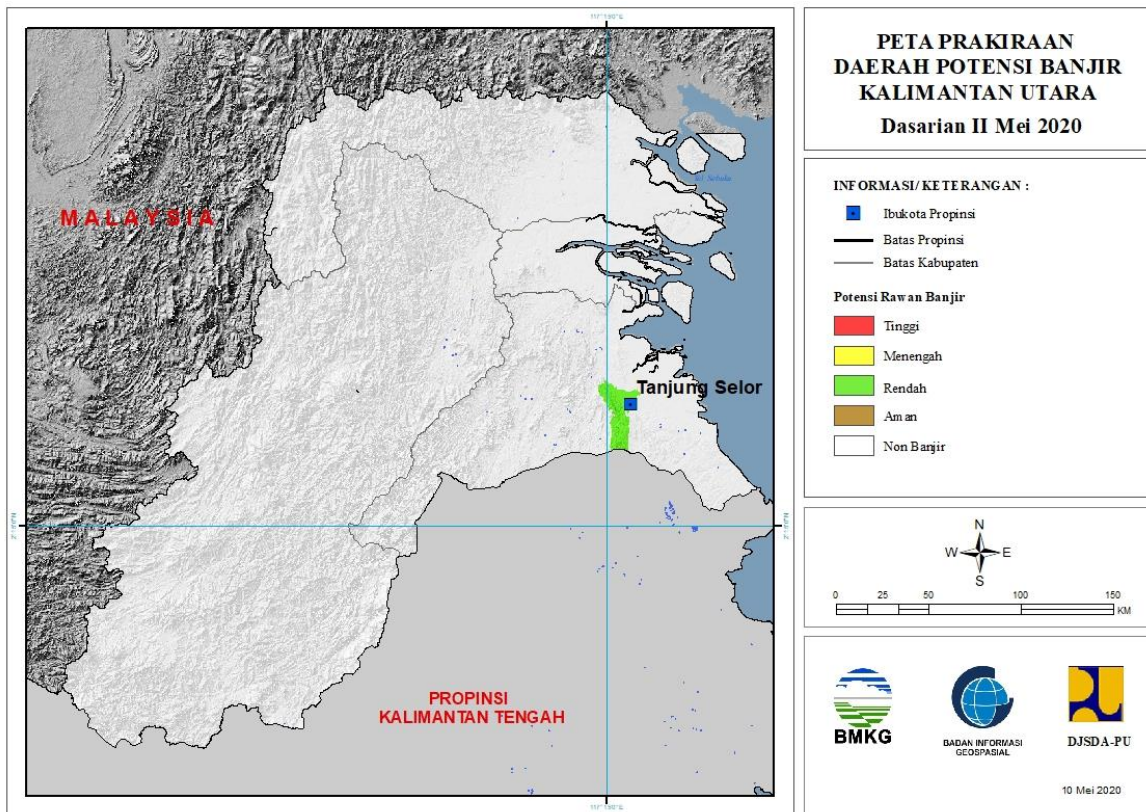 PETA PRAKIRAAN
DAERAH POTENSI BANJIR
KALIMANTAN UTARA
Dasarian II Mei 2020
INFORMASI/ KETERANGAN :
Ibukota Propinsi
Batas Propinsi
Batas Kabupaten
Potensi Rawan Banjir
Tinggi
Menengah
Rendah
Aman
Non Banjir
MALAYSIA
Tanjung Selor
PROPINSI
KALIMANTAN TENGAH
N
W E
S
0 25 50 100 150
KM
BMKG
BADAN INFORMASI
GEOSPASIAL
DJSDA-PU
10 Mei 2020